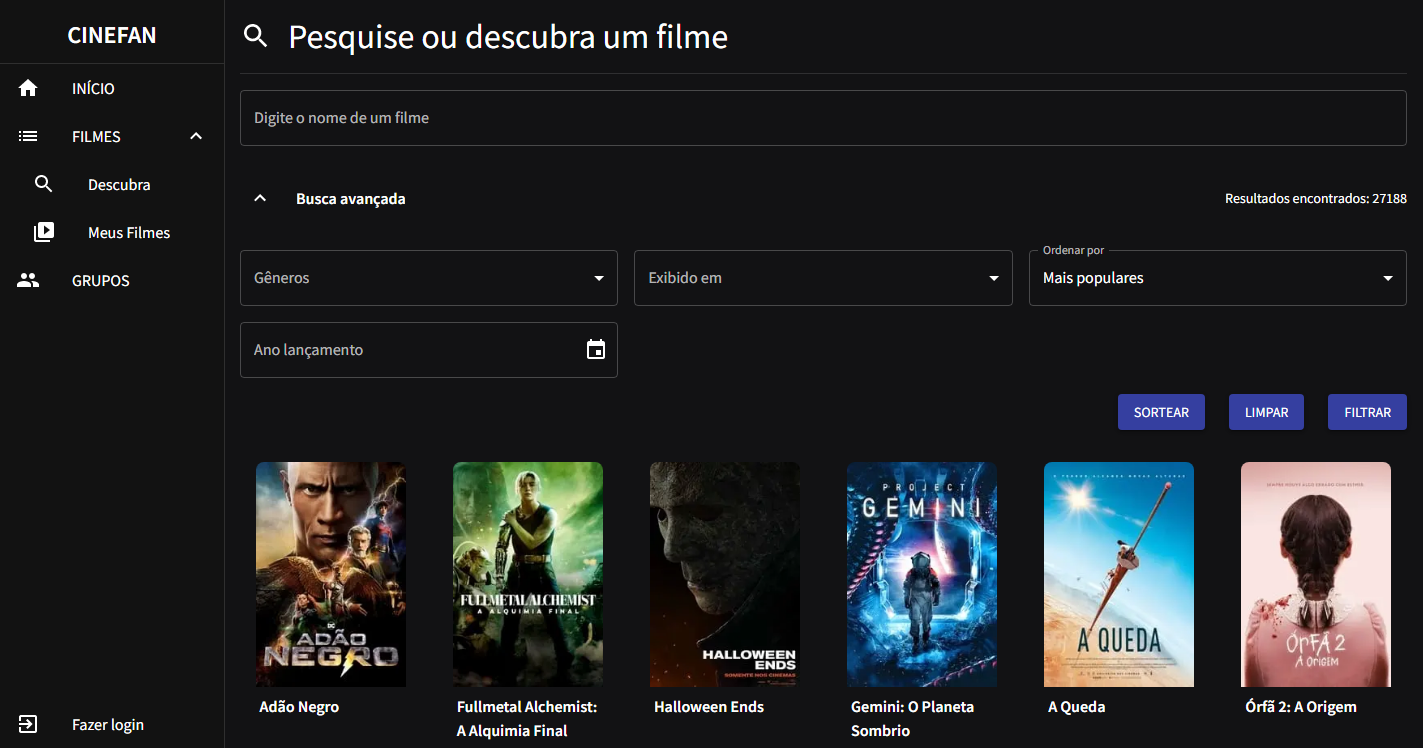 CINEFAN
INÍCIO
FILMES
Descubra
Meus Filmes
GRUPOS
Fazer login
Pesquise ou descubra um filme
Digite o nome de um filme
Busca avançada
Resultados encontrados: 27188
Gêneros
Exibido em
Ordenar por
Mais populares
Ano lançamento
SORTEAR
LIMPAR
FILTRAR
DC
ADÃO
NEGRO
Adão Negro
FULLMETAL ALCHEMIST
A ALQUIMIA FINAL
Fullmetal Alchemist:
A Alquimia Final
HALLOWEEN
ENDS
SOMENTE NOS CINEMAS
Halloween Ends
PROJECT
GEMINI
Gemini: O Planeta
Sombrio
A QUEDA
A Queda
ÓRFÃ 2
A ORIGEM
Órfã 2: A Origem